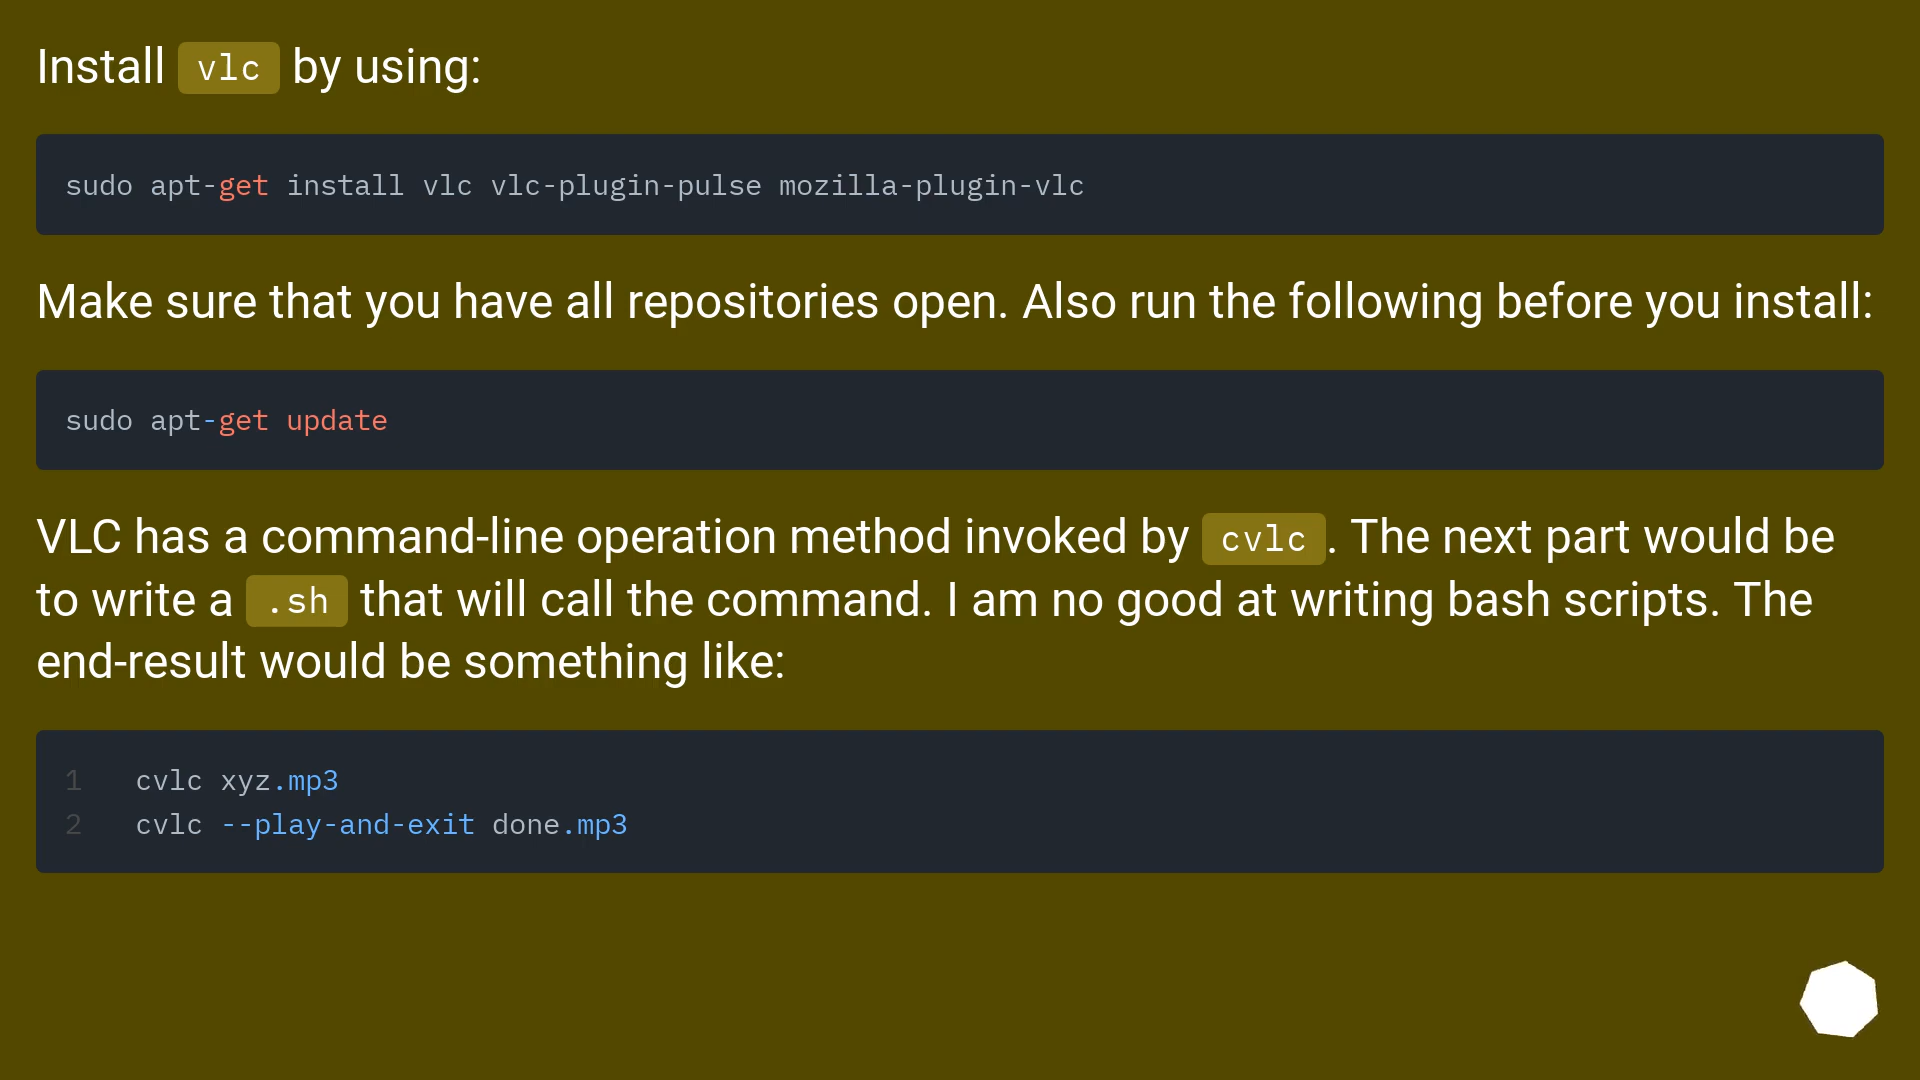 Install vlc by using:
sudo apt-get install vlc vlc-plugin-pulse mozilla-plugin-vlc
Make sure that you have all repositories open. Also run the following before you install:
sudo apt-get update
VLC has a command-line operation method invoked by cvlc. The next part would be
to write a .sh that will call the command. I am no good at writing bash scripts. The
end-result would be something like:
1 cvlc xyz.mp3
2 cvlc --play-and-exit done.mp3